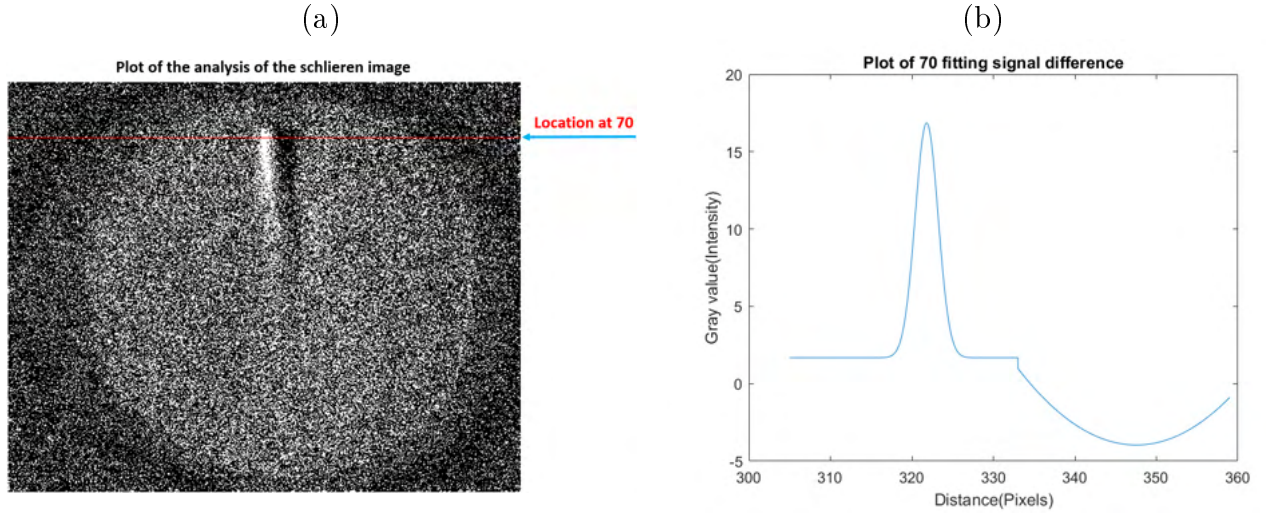 (a)
Plot of the analysis of the schlieren image
Location at 70
(b)
Plot of 70 fitting signal difference
20
15
10
5
0
-5
300
310
320
330
340
350
360
Gray value(Intensity)
Distance(Pixels)